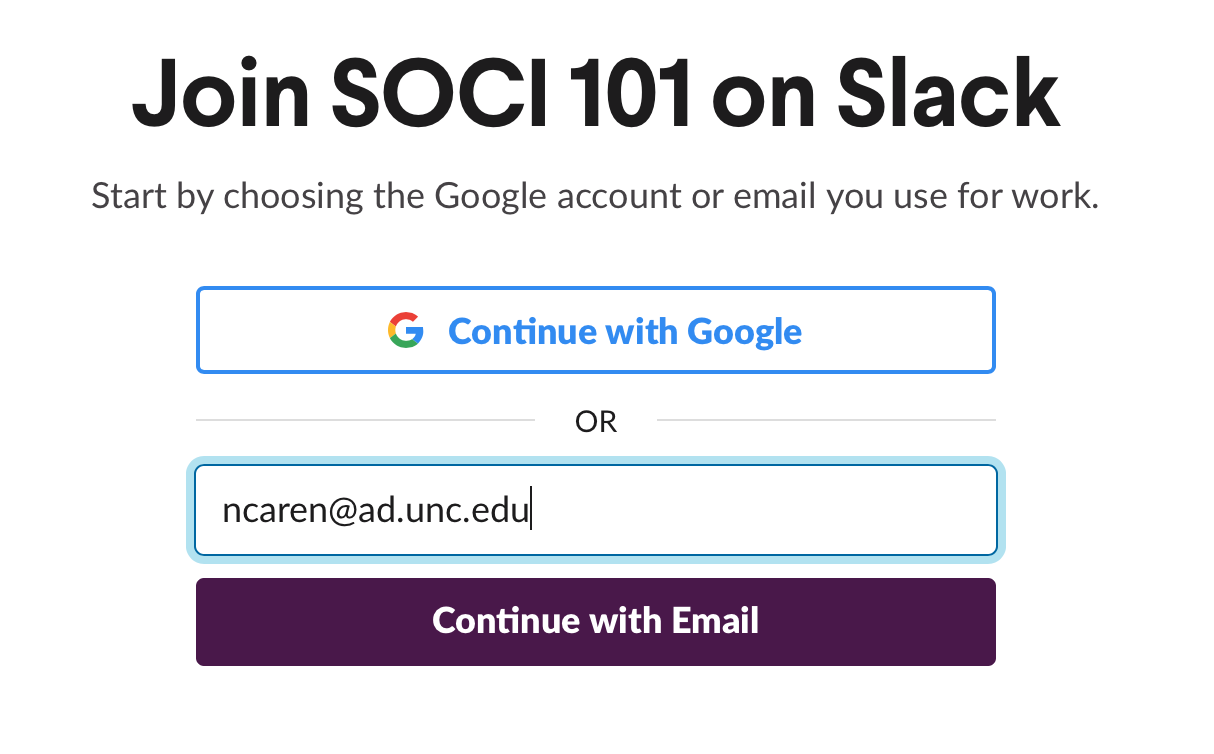 Join SOCI 101 on Slack
Start by choosing the Google account or email you use for work.
Continue with Google
OR
ncaren@ad.unc.edu
Continue with Email